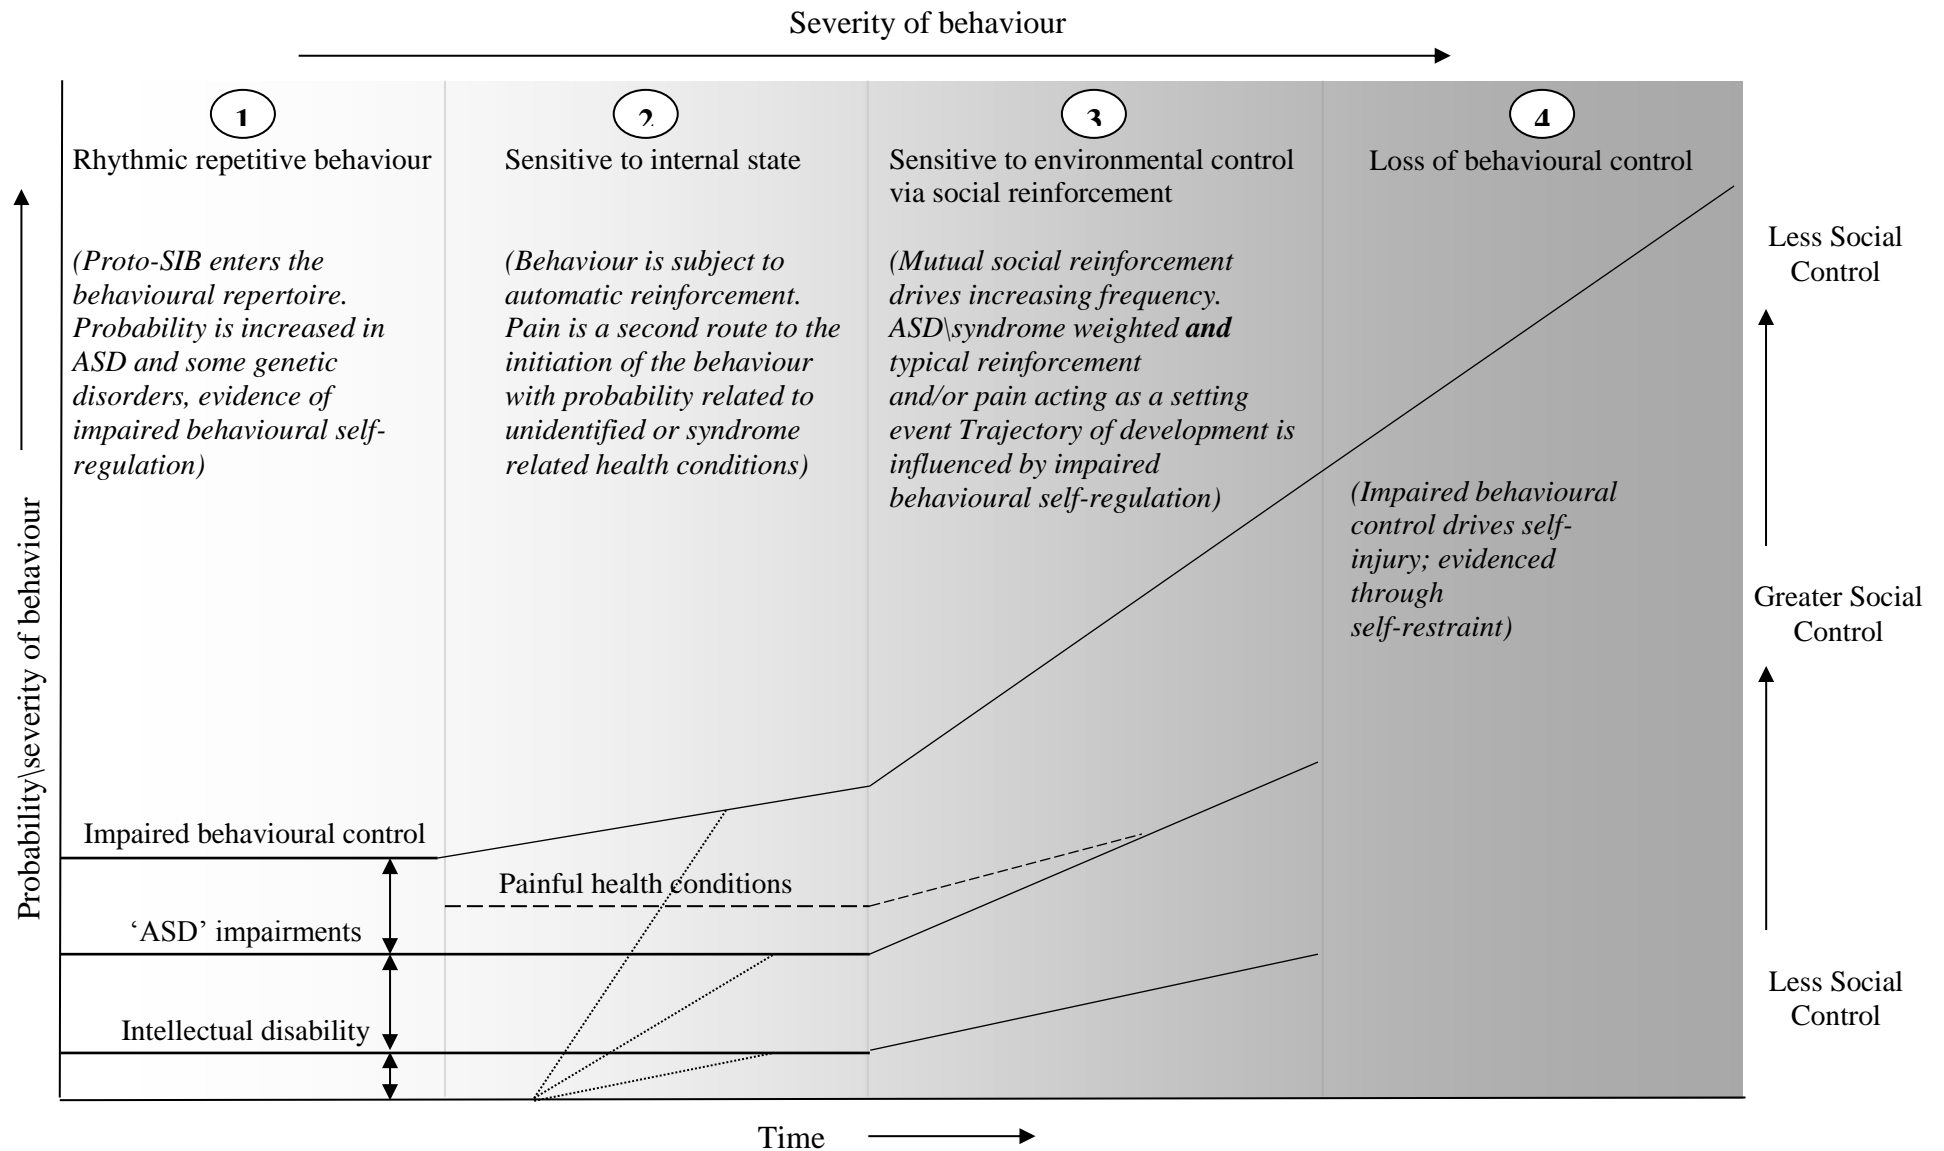 Severity of behaviour
1
Rhythmic repetitive behaviour
(Proto-SIB enters the
behavioural repertoire.
Probability is increased in
ASD and some genetic
disorders, evidence of
impaired behavioural self-
regulation)
2
Sensitive to internal state
(Behaviour is subject to
automatic reinforcement.
Pain is a second route to the
initiation of the behaviour
with probability related to
unidentified or syndrome
related health conditions)
3
Sensitive to environmental control
via social reinforcement
(Mutual social reinforcement
drives increasing frequency.
ASD\syndrome weighted and
typical reinforcement
and/or pain acting as a setting
event Trajectory of development is
influenced by impaired
behavioural self-regulation)
4
Loss of behavioural control
(Impaired behavioural
control drives self-
injury; evidenced
through
self-restraint)
Probability\severity of behaviour
Impaired behavioural control
Painful health conditions
‘ASD’ impairments
Intellectual disability
Less Social
Control
Greater Social
Control
Less Social
Control
Time